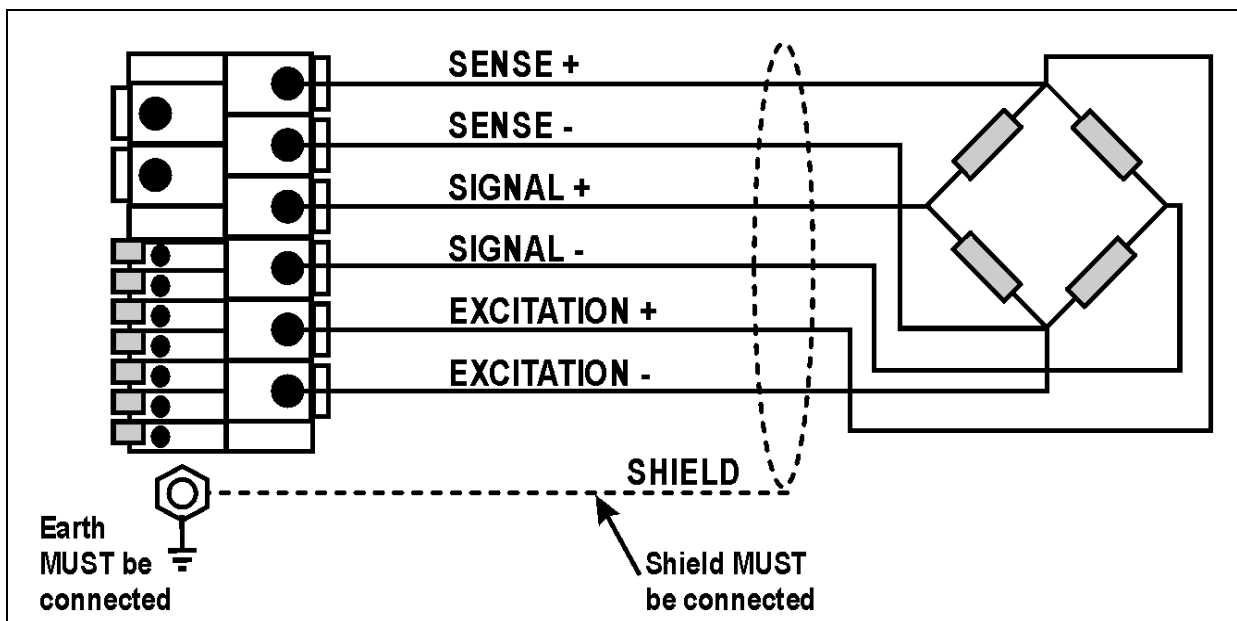 SENSE +
SENSE -
SIGNAL +
SIGNAL -
EXCITATION +
EXCITATION -
SHIELD
Earth
MUST be
connected
Shield MUST
be connected